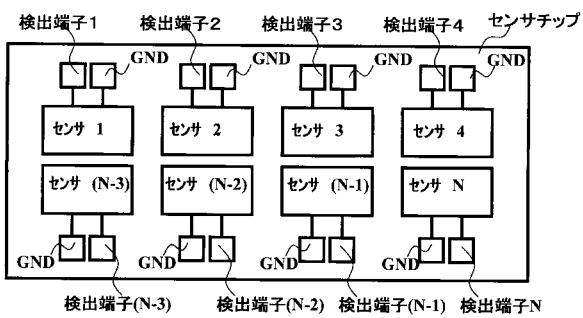 センサチップ
検出端子1 検出端子2 検出端子3 検出端子4
GND GND GND GND
センサ 1 センサ 2 センサ 3 センサ 4
センサ (N-3) センサ (N-2) センサ (N-1) センサ N
GND GND GND GND
検出端子(N-3) 検出端子(N-2) 検出端子(N-1) 検出端子N